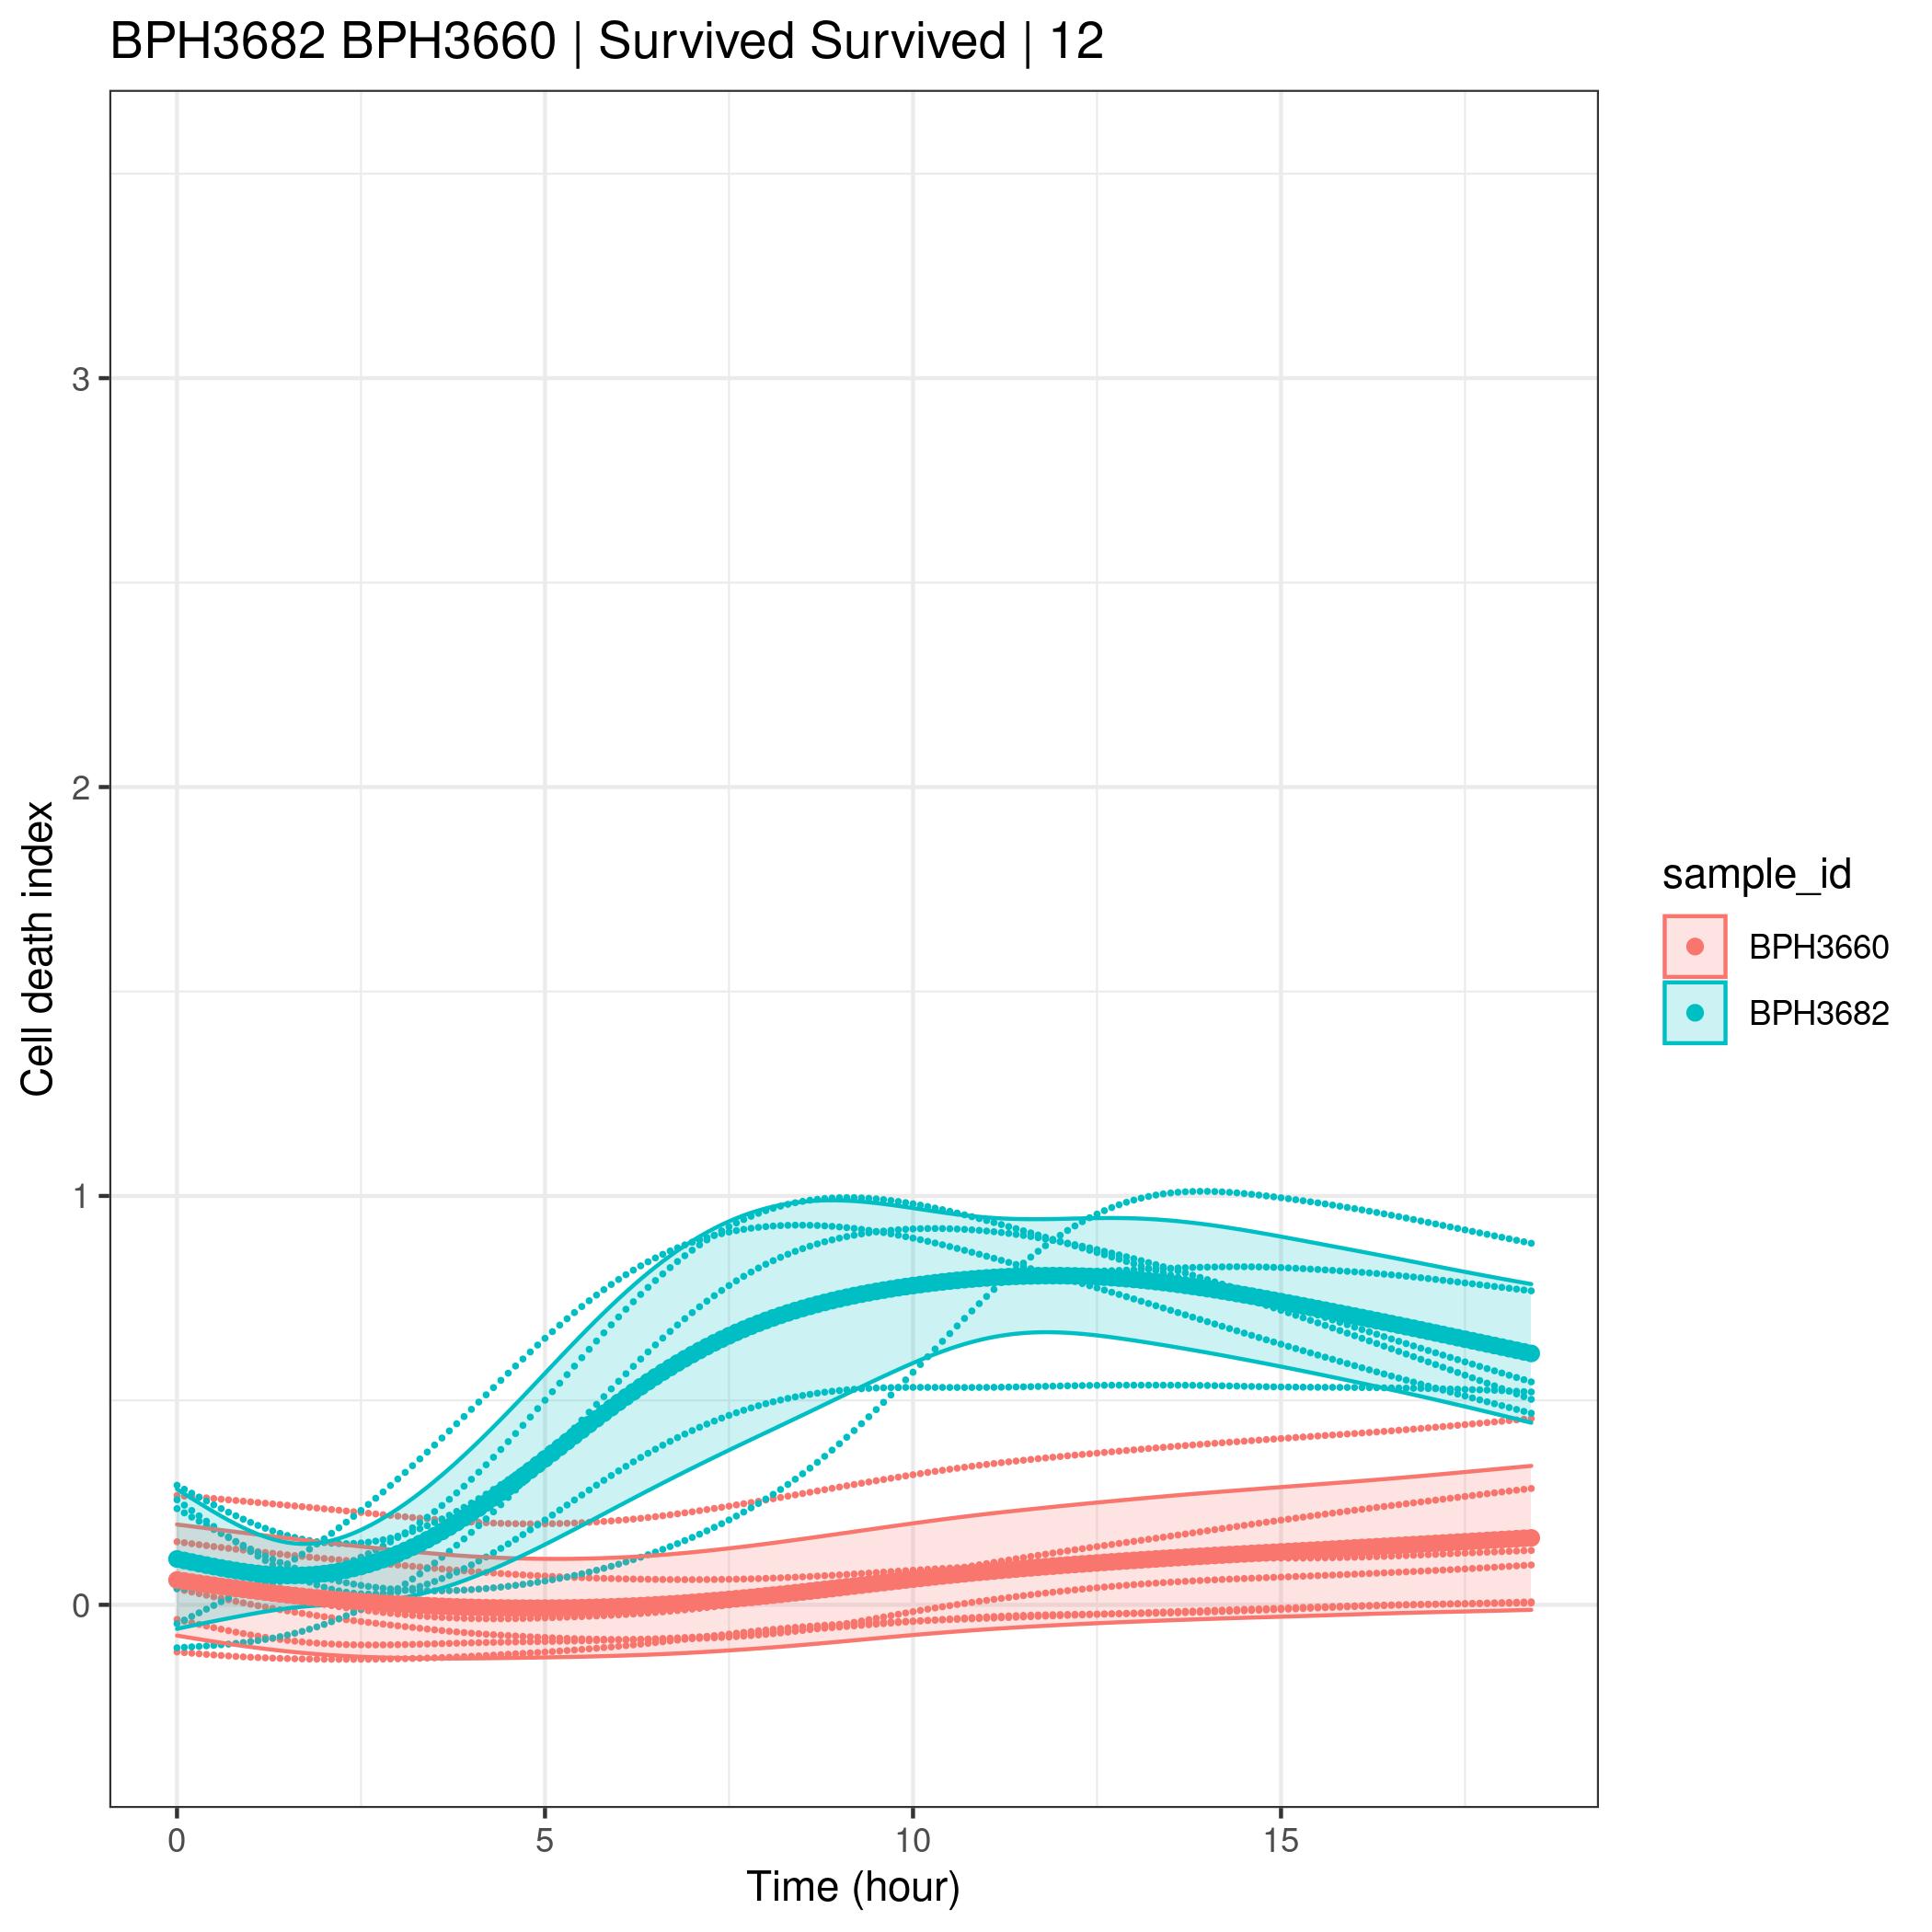 BPH3682 BPH3660 | Survived Survived | 12
3
2
1
0
Cell death index
0 5 10 15
Time (hour)
sample_id
BPH3660
BPH3682